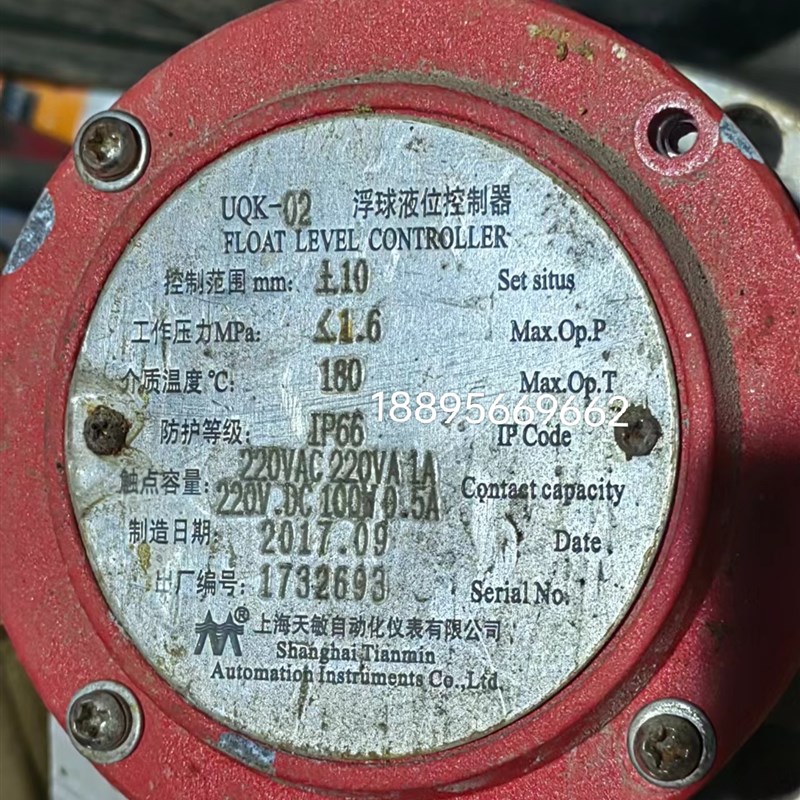 UQK-02 浮球液位控制器
FLOAT LEVEL CONTROLLER
控制范围mm: ±10 Set situs
工作压力MPa: ≤1.6 Max.Op.P
介质温度℃: 180 Max.Op.T
18895669662
防护等级: IP66 IP Code
触点容量: 220VAC 220VA 1A Contact capacity
220V.DC 100W 0.5A
制造日期: 2017.09 Date
出厂编号: 1732693 Serial No.
® 上海天敏自动化仪表有限公司
Shanghai Tianmin
Automation Instruments Co.,Ltd.